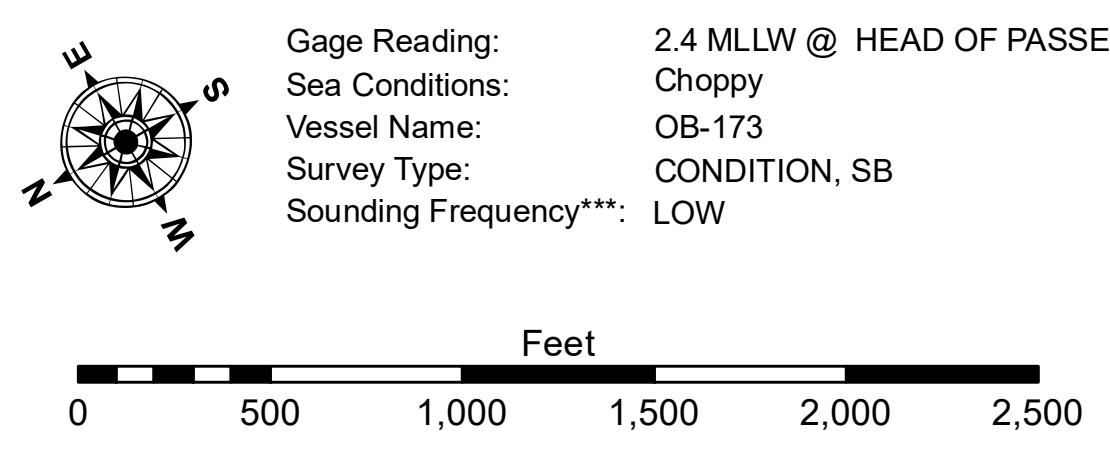 E
S
N
W
Gage Reading: 2.4 MLLW @ HEAD OF PASSE
Sea Conditions: Choppy
Vessel Name: OB-173
Survey Type: CONDITION, SB
Sounding Frequency***: LOW
Feet
0 500 1,000 1,500 2,000 2,500